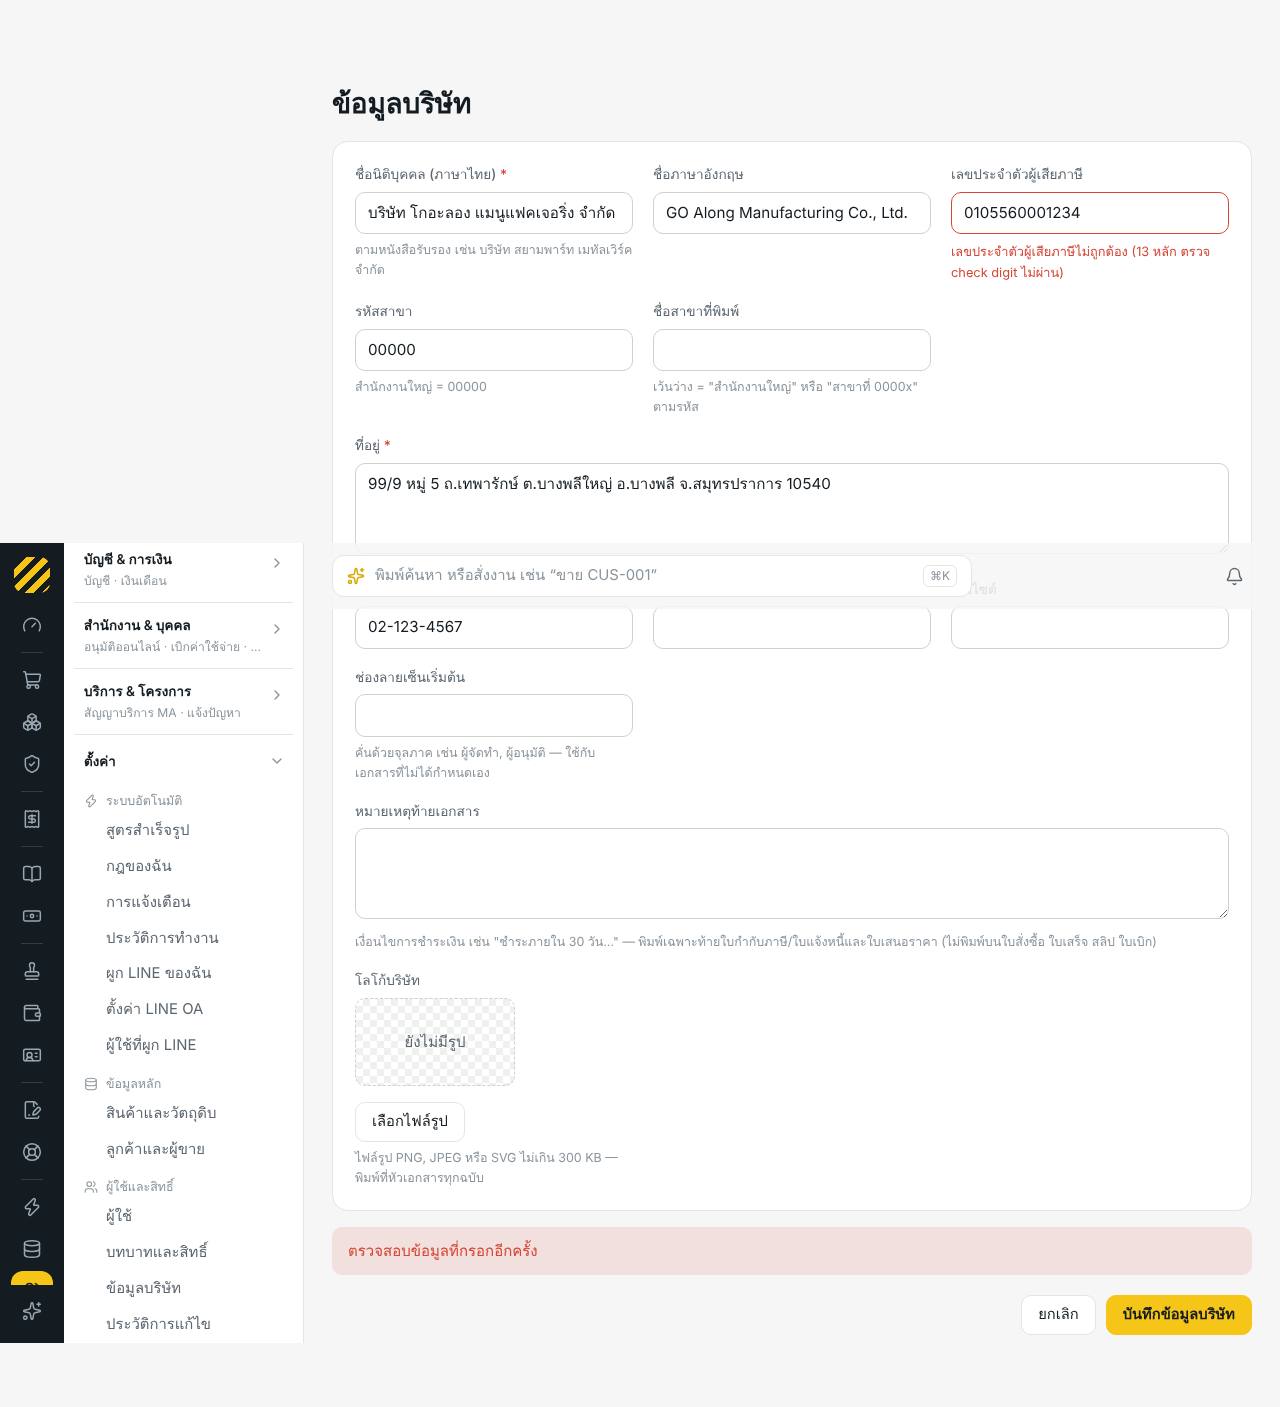 ข้อมูลบริษัท
ชื่อนิติบุคคล (ภาษาไทย) *
ชื่อภาษาอังกฤษ
เลขประจำตัวผู้เสียภาษี
บริษัท โกอะลอง แมนูแฟคเจอริ่ง จำกัด
GO Along Manufacturing Co., Ltd.
0105560001234
ตามหนังสือรับรอง เช่น บริษัท สยามพาร์ท เมทัลเวิร์ค
จำกัด
เลขประจำตัวผู้เสียภาษีไม่ถูกต้อง (13 หลัก ตรวจ
check digit ไม่ผ่าน)
รหัสสาขา
ชื่อสาขาที่พิมพ์
00000
สำนักงานใหญ่ = 00000
เว้นว่าง = "สำนักงานใหญ่" หรือ "สาขาที่ 0000x"
ตามรหัส
ที่อยู่ *
99/9 หมู่ 5 ถ.เทพารักษ์ ต.บางพลีใหญ่ อ.บางพลี จ.สมุทรปราการ 10540
พิมพ์ค้นหา หรือสั่งงาน เช่น “ขาย CUS-001”
⌘K
02-123-4567
ช่องลายเซ็นเริ่มต้น
คั่นด้วยจุลภาค เช่น ผู้จัดทำ, ผู้อนุมัติ — ใช้กับ
เอกสารที่ไม่ได้กำหนดเอง
หมายเหตุท้ายเอกสาร
เงื่อนไขการชำระเงิน เช่น "ชำระภายใน 30 วัน…" — พิมพ์เฉพาะท้ายใบกำกับภาษี/ใบแจ้งหนี้และใบเสนอราคา (ไม่พิมพ์บนใบสั่งซื้อ ใบเสร็จ สลิป ใบเบิก)
โลโก้บริษัท
ยังไม่มีรูป
เลือกไฟล์รูป
ไฟล์รูป PNG, JPEG หรือ SVG ไม่เกิน 300 KB —
พิมพ์ที่หัวเอกสารทุกฉบับ
ตรวจสอบข้อมูลที่กรอกอีกครั้ง
ยกเลิก
บันทึกข้อมูลบริษัท
บัญชี & การเงิน
บัญชี · เงินเดือน
สำนักงาน & บุคคล
อนุมัติออนไลน์ · เบิกค่าใช้จ่าย · ...
บริการ & โครงการ
สัญญาบริการ MA · แจ้งปัญหา
ตั้งค่า
ระบบอัตโนมัติ
สูตรสำเร็จรูป
กฎของฉัน
การแจ้งเตือน
ประวัติการทำงาน
ผูก LINE ของฉัน
ตั้งค่า LINE OA
ผู้ใช้ที่ผูก LINE
ข้อมูลหลัก
สินค้าและวัตถุดิบ
ลูกค้าและผู้ขาย
ผู้ใช้และสิทธิ์
ผู้ใช้
บทบาทและสิทธิ์
ข้อมูลบริษัท
ประวัติการแก้ไข